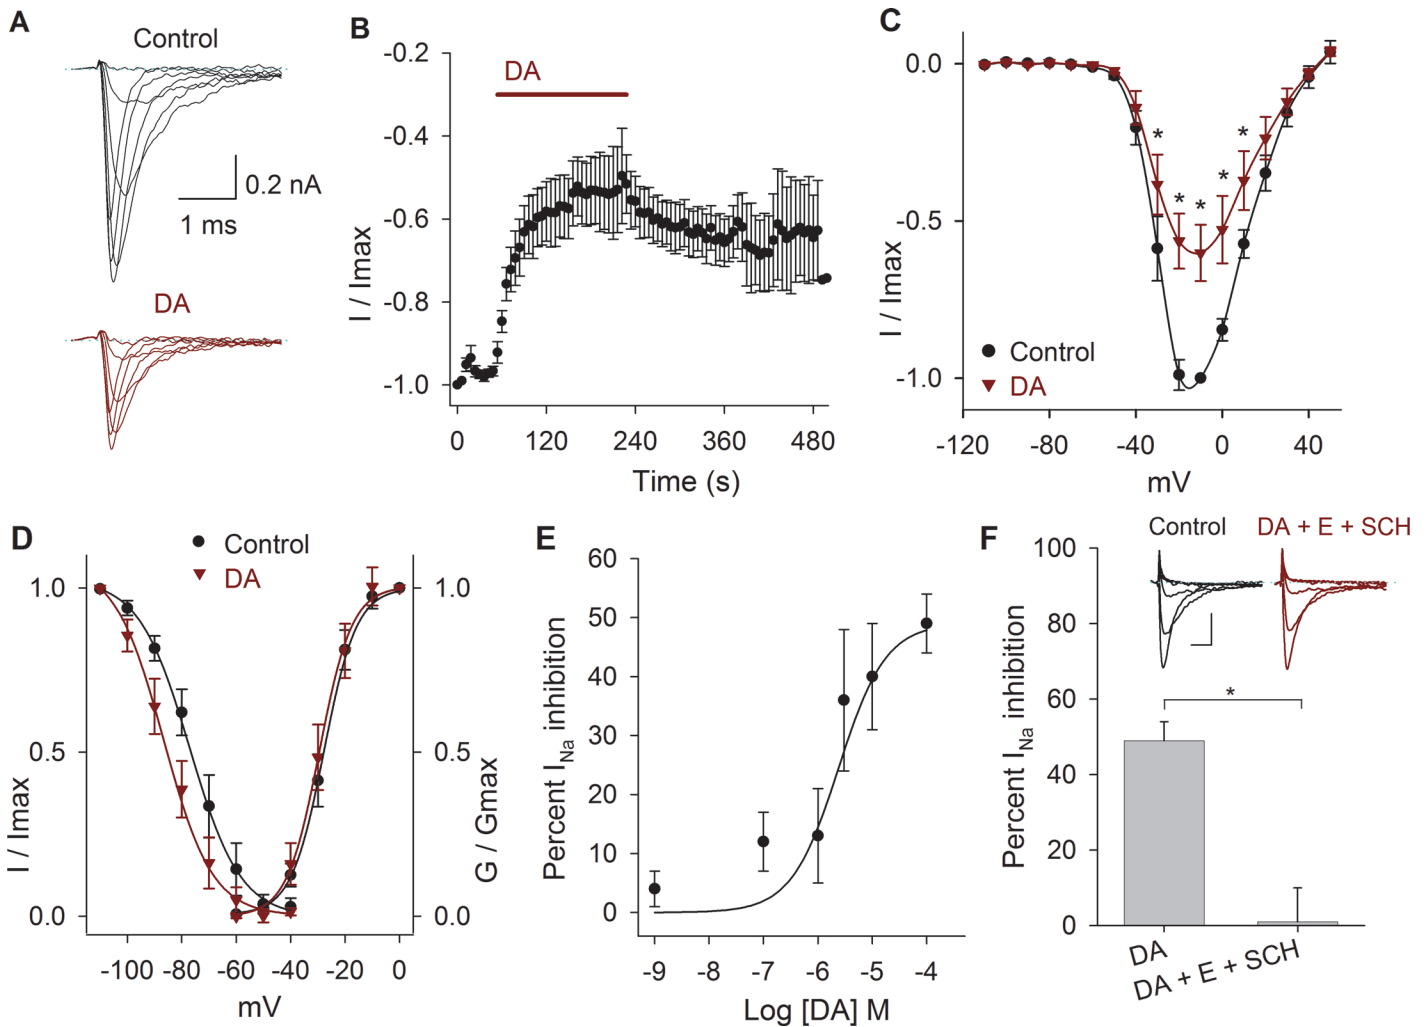 A
Control
0.2 nA
1 ms
DA
B
DA
-0.2
-0.4
-0.6
-0.8
-1.0
I / Imax
0
120
240
360
480
Time (s)
C
0.0
-0.5
-1.0
I / Imax
*
*
*
*
*
Control
DA
-120
-80
-40
0
40
mV
D
Control
DA
1.0
0.5
0.0
I / Imax
1.0
0.5
0.0
G / Gmax
-100
-80
-60
-40
-20
0
mV
E
60
50
40
30
20
10
0
Percent INa inhibition
-9
-8
-7
-6
-5
-4
Log [DA] M
F
Control
DA + E + SCH
100
80
60
40
20
0
Percent INa inhibition
*
DA
DA + E + SCH